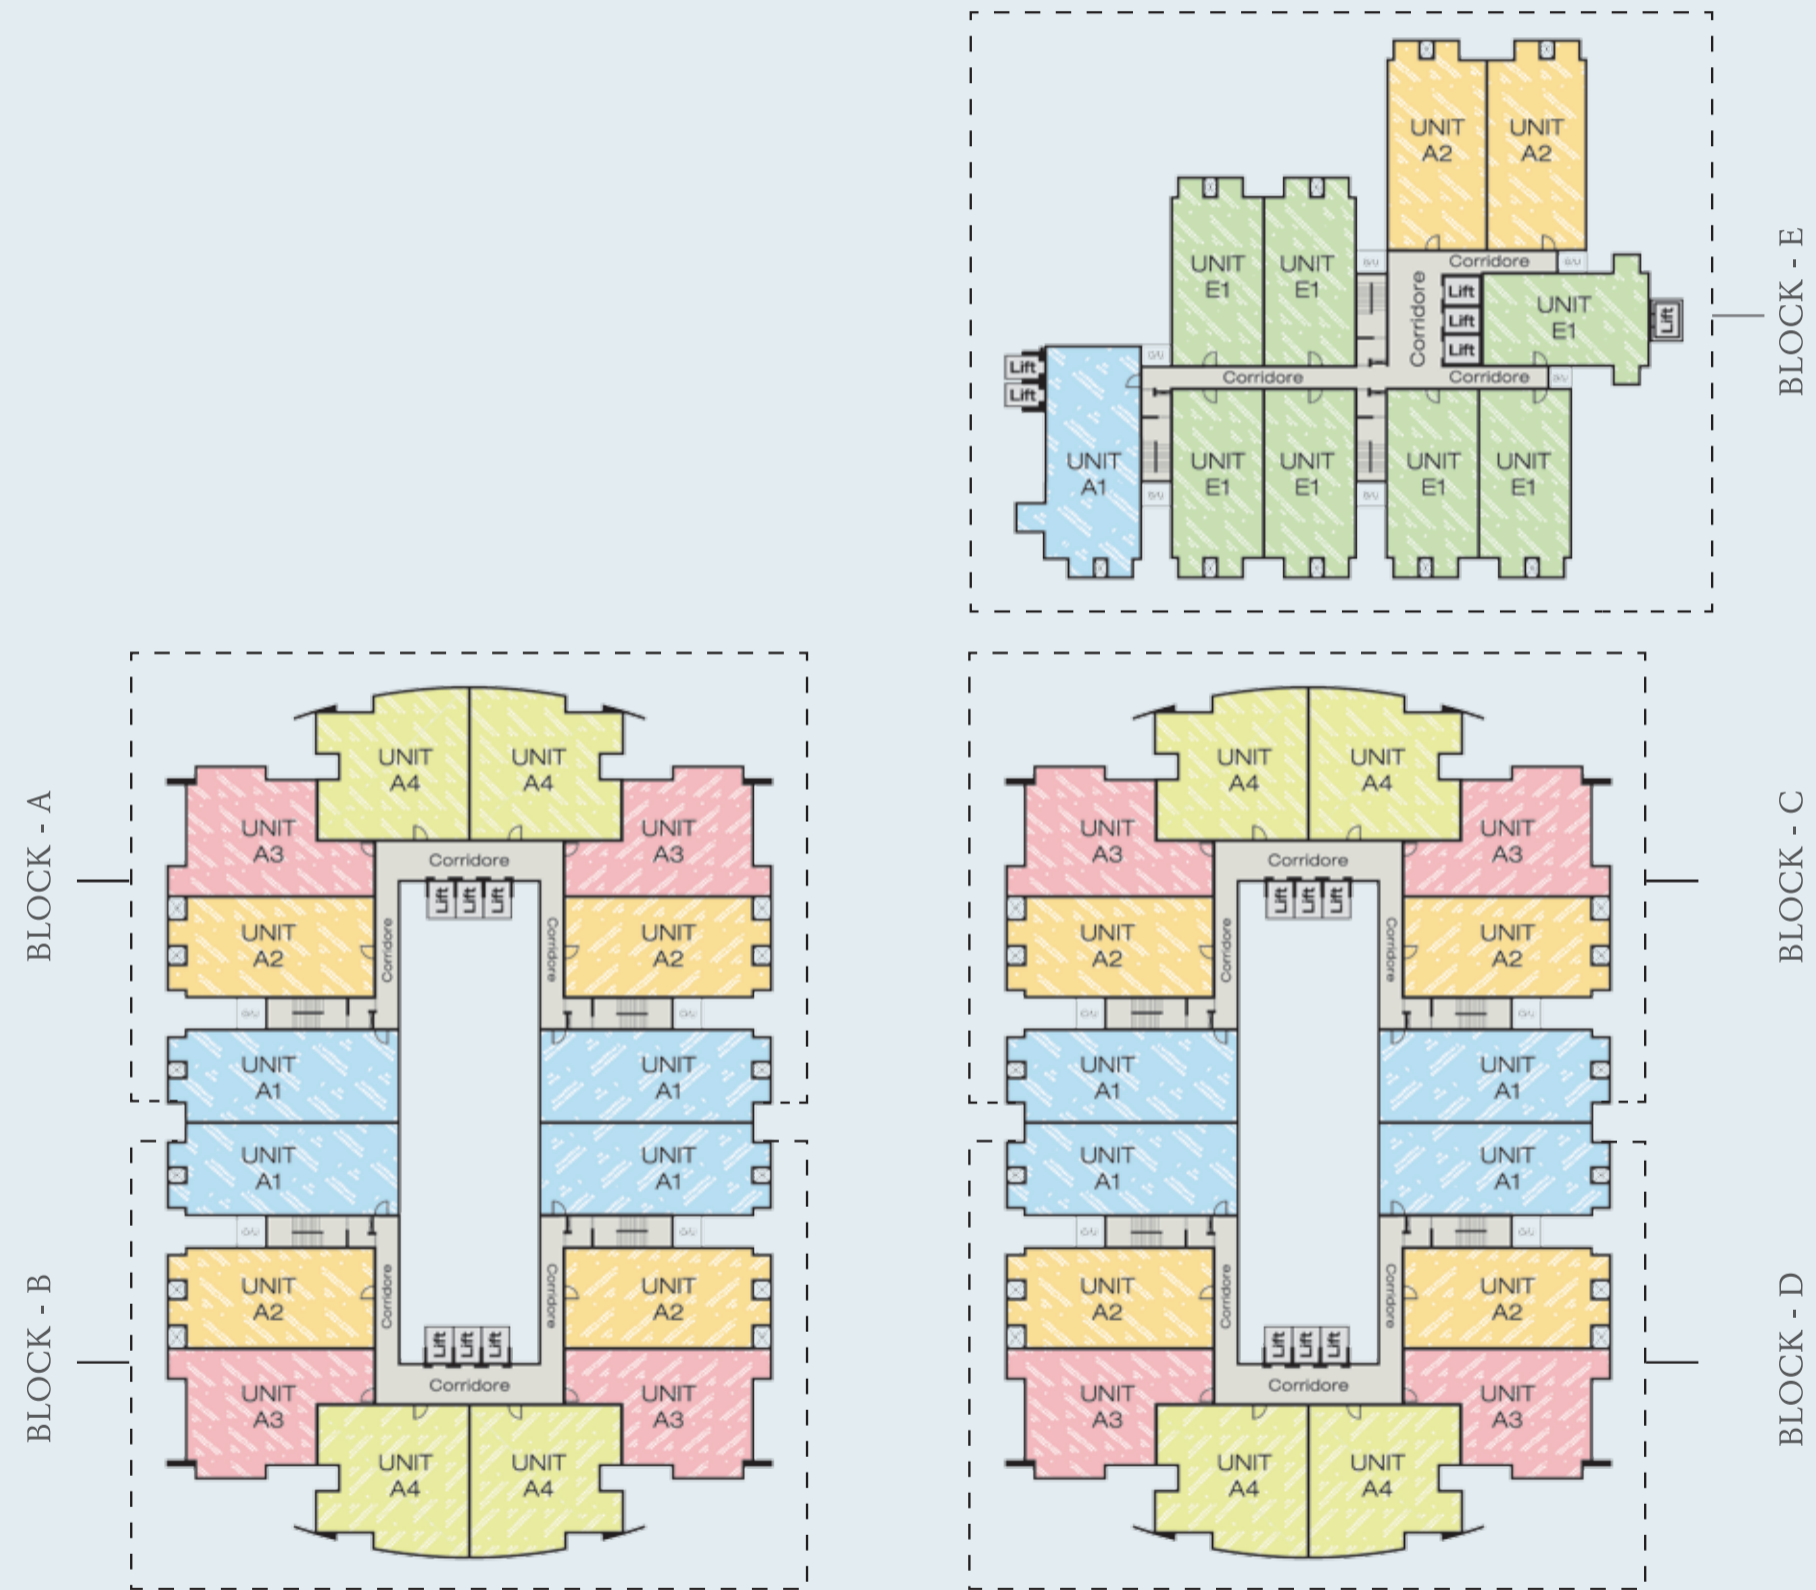 BLOCK - E
UNIT
A2
UNIT
A2
UNIT
E1
UNIT
E1
Corridore
Corridore
Lift
Lift
Lift
UNIT
E1
Lift
Lift
Lift
Corridore
Corridore
UNIT
A1
UNIT
E1
UNIT
E1
UNIT
E1
UNIT
E1
BLOCK - A
UNIT
A4
UNIT
A4
UNIT
A3
UNIT
A3
Corridore
Lift
Lift
Lift
UNIT
A2
Corridore
Corridore
UNIT
A2
UNIT
A1
UNIT
A1
BLOCK - B
UNIT
A1
UNIT
A1
UNIT
A2
Corridore
Corridore
UNIT
A2
Lift
Lift
Lift
Corridore
UNIT
A3
UNIT
A3
UNIT
A4
UNIT
A4
BLOCK - C
UNIT
A4
UNIT
A4
UNIT
A3
UNIT
A3
Corridore
Lift
Lift
Lift
UNIT
A2
Corridore
Corridore
UNIT
A2
UNIT
A1
UNIT
A1
BLOCK - D
UNIT
A1
UNIT
A1
UNIT
A2
Corridore
Corridore
UNIT
A2
Lift
Lift
Lift
Corridore
UNIT
A3
UNIT
A3
UNIT
A4
UNIT
A4